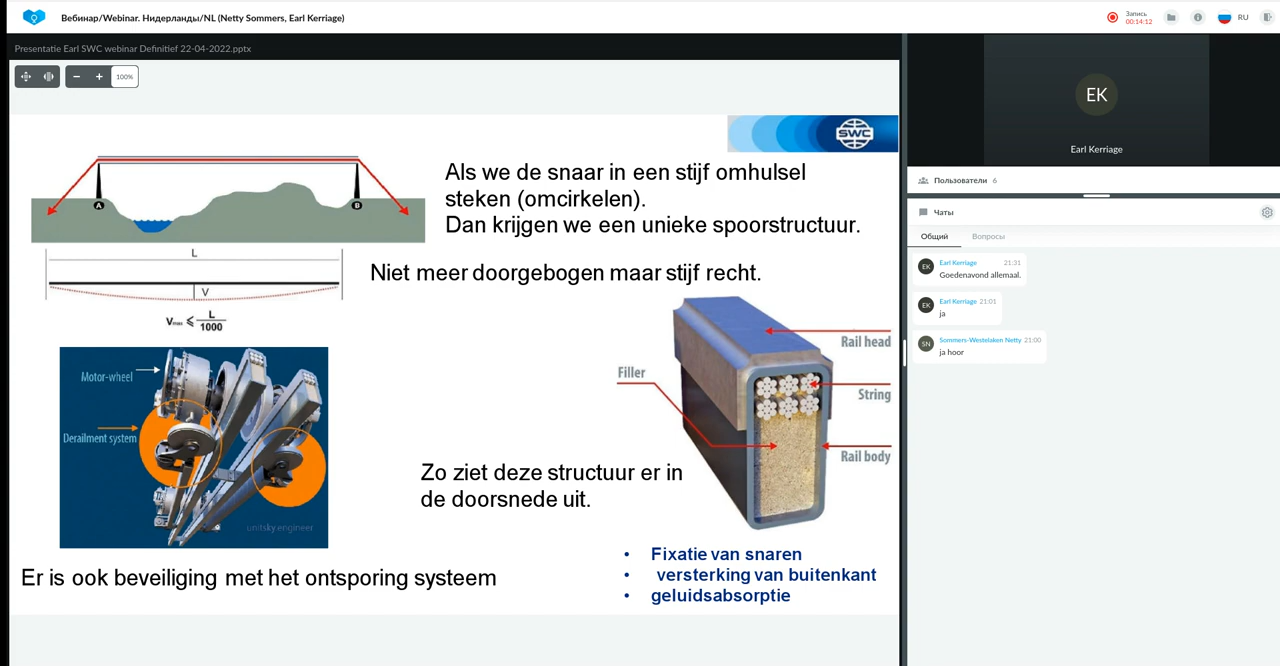 Вебинар/Webinar. Нидерланды/NL (Netty Sommers, Earl Kerriage)
Запись
00:14:12
RU
Presentatie Earl SWC webinar Definitief 22-04-2022.pptx
100%
SWC
Als we de snaar in een stijf omhulsel
steken (omcirkelen).
Dan krijgen we een unieke spoorstructuur.
A
B
L
Niet meer doorgebogen maar stijf recht.
V
Vmax ⩽ L
1000
Motor-wheel
Derailment system
unitsky engineer
Rail head
Filler
String
Rail body
Zo ziet deze structuur er in
de doorsnede uit.
Er is ook beveiliging met het ontsporing systeem
• Fixatie van snaren
• versterking van buitenkant
• geluidsabsorptie
EK
Earl Kerriage
Пользователи 6
Чаты
Общий Вопросы
EK Earl Kerriage 21:31
Goedenavond allemaal.
EK Earl Kerriage 21:01
ja
SN Sommers-Westelaken Netty 21:00
ja hoor